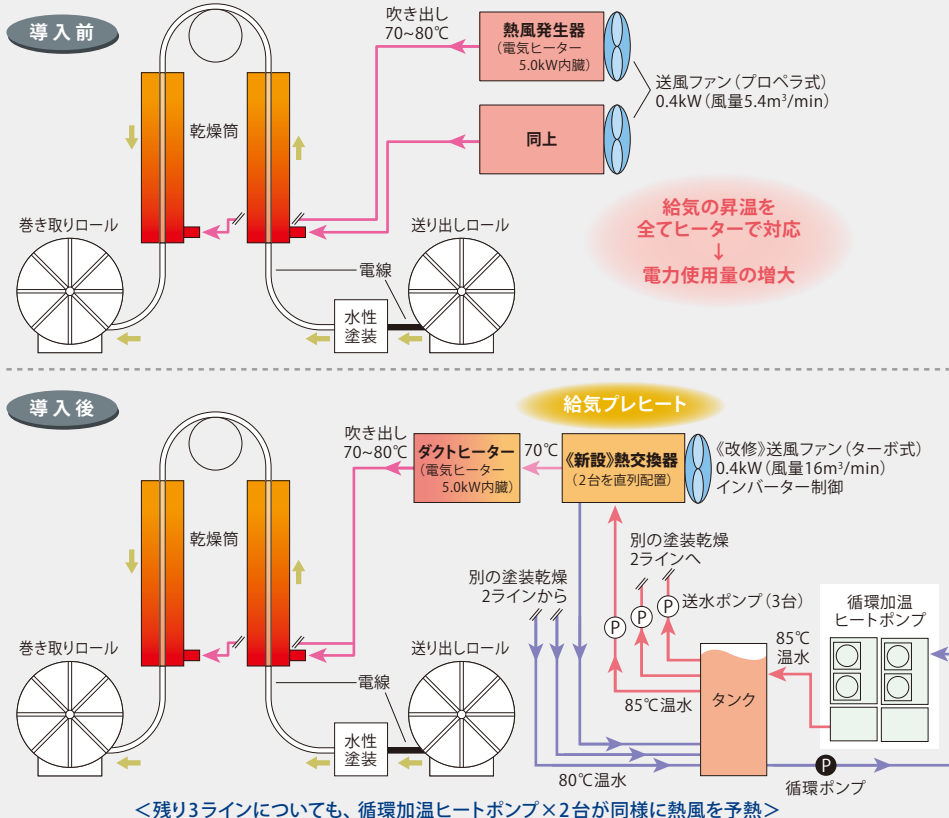 導入前
吹き出し
70~80℃
熱風発生器
(電気ヒーター
5.0kW内臓)
送風ファン(プロペラ式)
0.4kW(風量5.4m³/min)
同上
乾燥筒
巻き取りロール
送り出しロール
電線
水性
塗装
給気の昇温を
全てヒーターで対応
↓
電力使用量の増大
導入後
給気プレヒート
吹き出し
70~80℃
ダクトヒーター
(電気ヒーター
5.0kW内臓)
70℃
《新設》熱交換器
(2台を直列配置)
《改修》送風ファン(ターボ式)
0.4kW(風量16m³/min)
インバーター制御
乾燥筒
別の塗装乾燥
2ラインから
別の塗装乾燥
2ラインへ
P
P
P
送水ポンプ(3台)
循環加温
ヒートポンプ
85℃
温水
タンク
85℃温水
80℃温水
P
循環ポンプ
巻き取りロール
送り出しロール
電線
水性
塗装
<残り3ラインについても、循環加温ヒートポンプ×2台が同様に熱風を予熱>